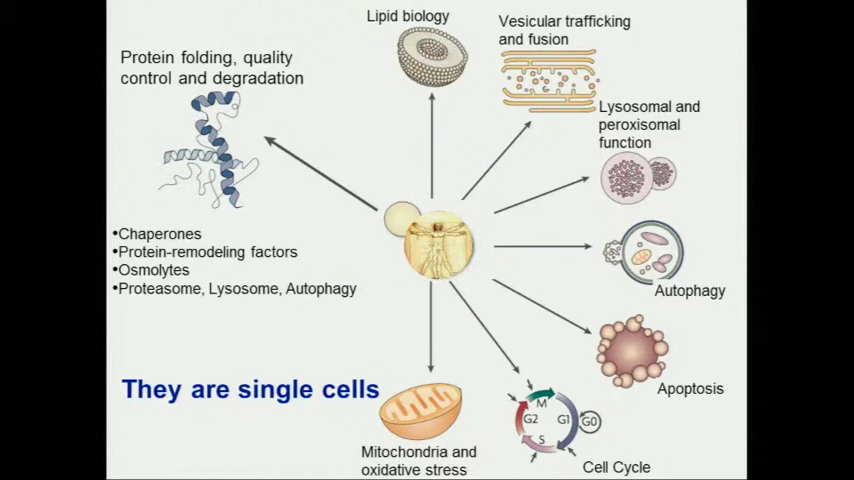 Lipid biology
Vesicular trafficking
and fusion
Protein folding, quality
control and degradation
Lysosomal and
peroxisomal
function
•Chaperones
•Protein-remodeling factors
•Osmolytes
•Proteasome, Lysosome, Autophagy
Autophagy
They are single cells
Apoptosis
M
G2
G1
G0
S
Mitochondria and
oxidative stress
Cell Cycle